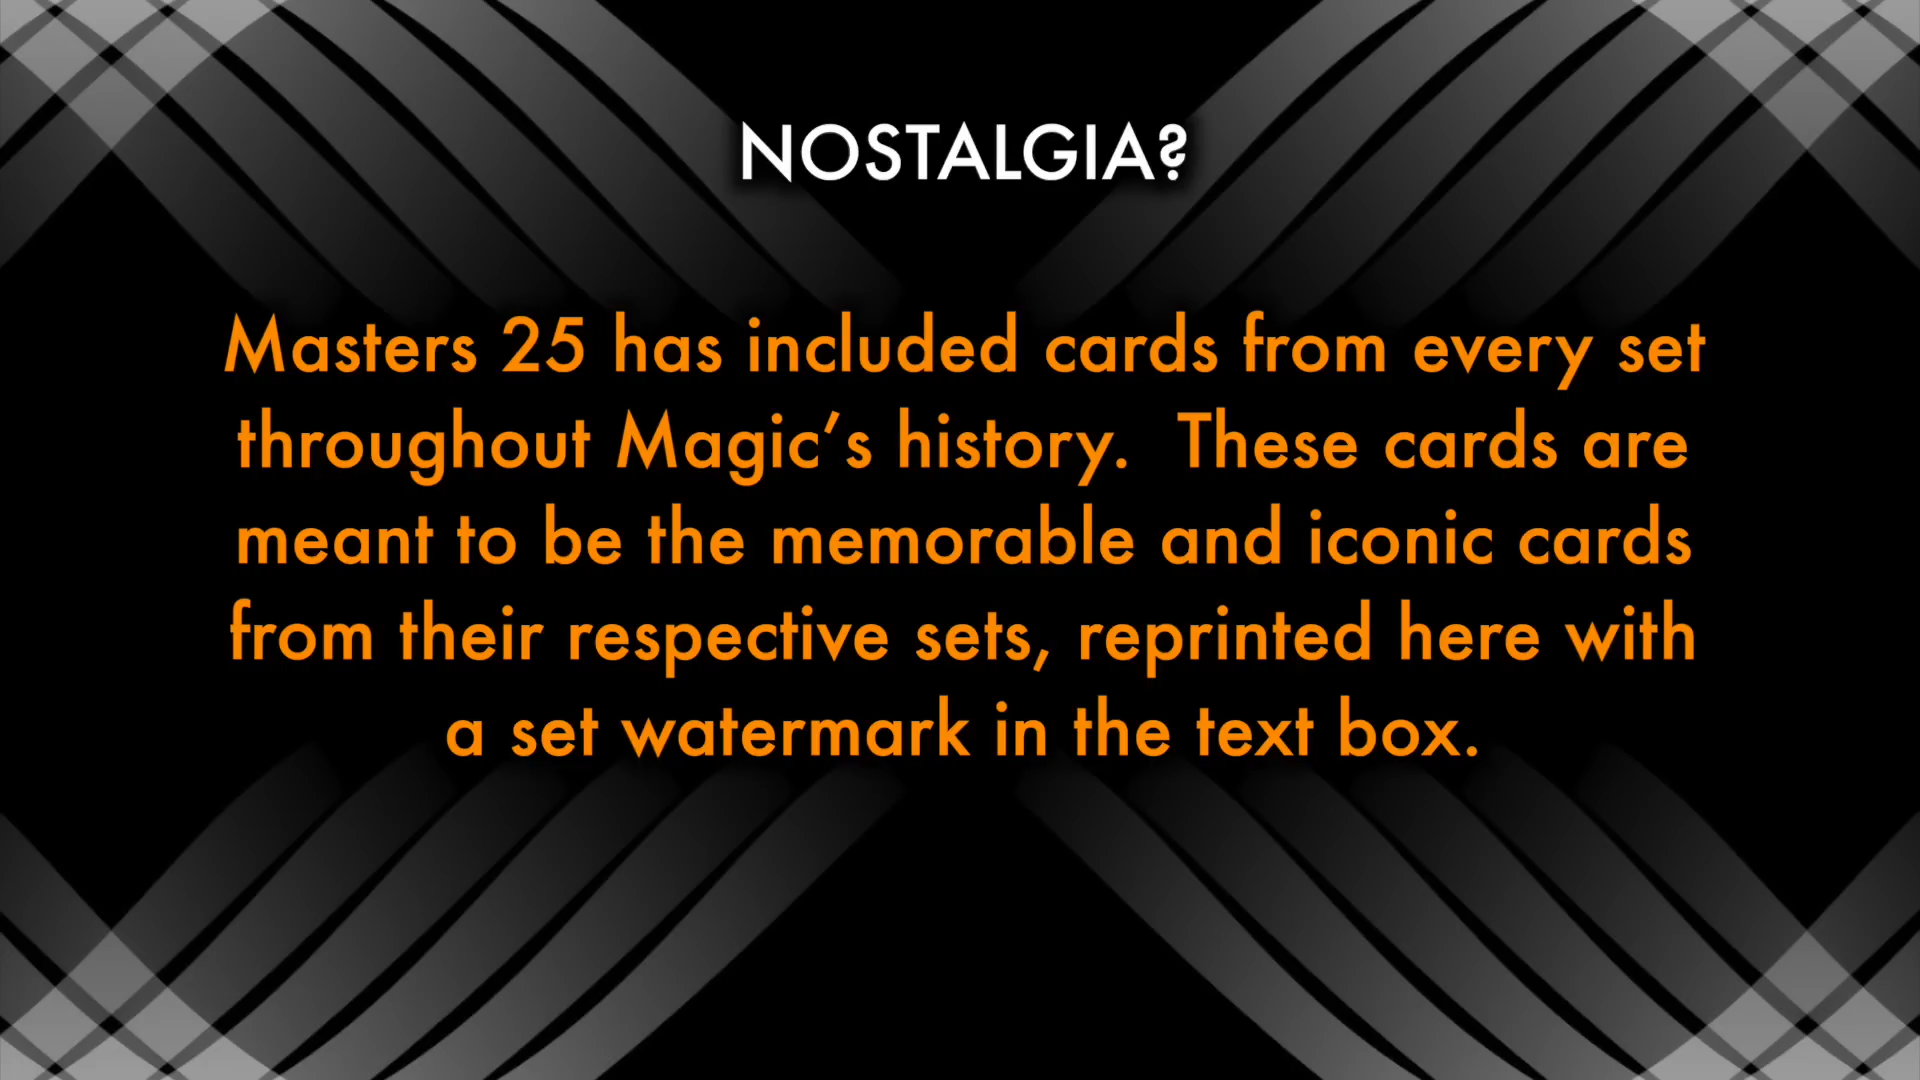 NOSTALGIA?
Masters 25 has included cards from every set
throughout Magic’s history.  These cards are
meant to be the memorable and iconic cards
from their respective sets, reprinted here with
a set watermark in the text box.